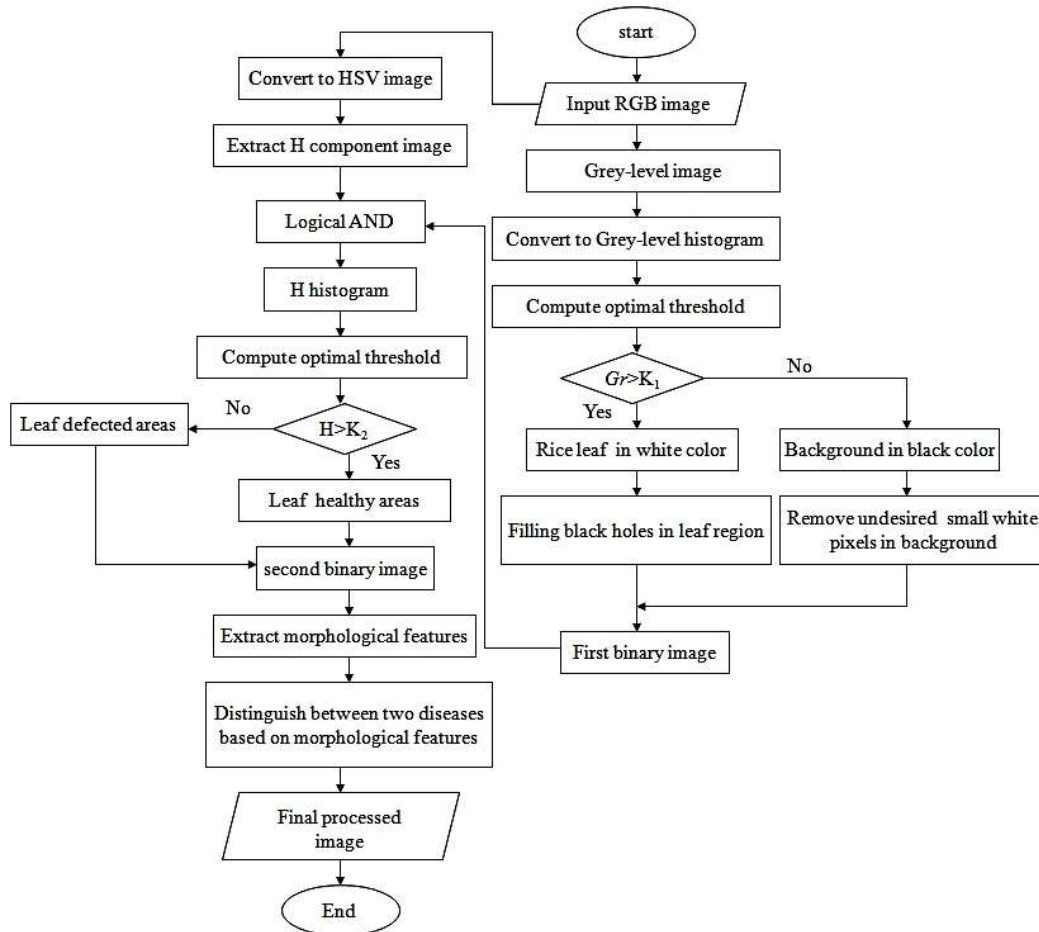 start
Convert to HSV image
Input RGB image
Extract H component image
Grey-level image
Logical AND
Convert to Grey-level histogram
H histogram
Compute optimal threshold
Compute optimal threshold
Gr>K₁
No
Yes
No
Leaf defected areas
H>K₂
Yes
Rice leaf in white color
Background in black color
Leaf healthy areas
Filling black holes in leaf region
Remove undesired small white
pixels in background
second binary image
Extract morphological features
First binary image
Distinguish between two diseases
based on morphological features
Final processed
image
End